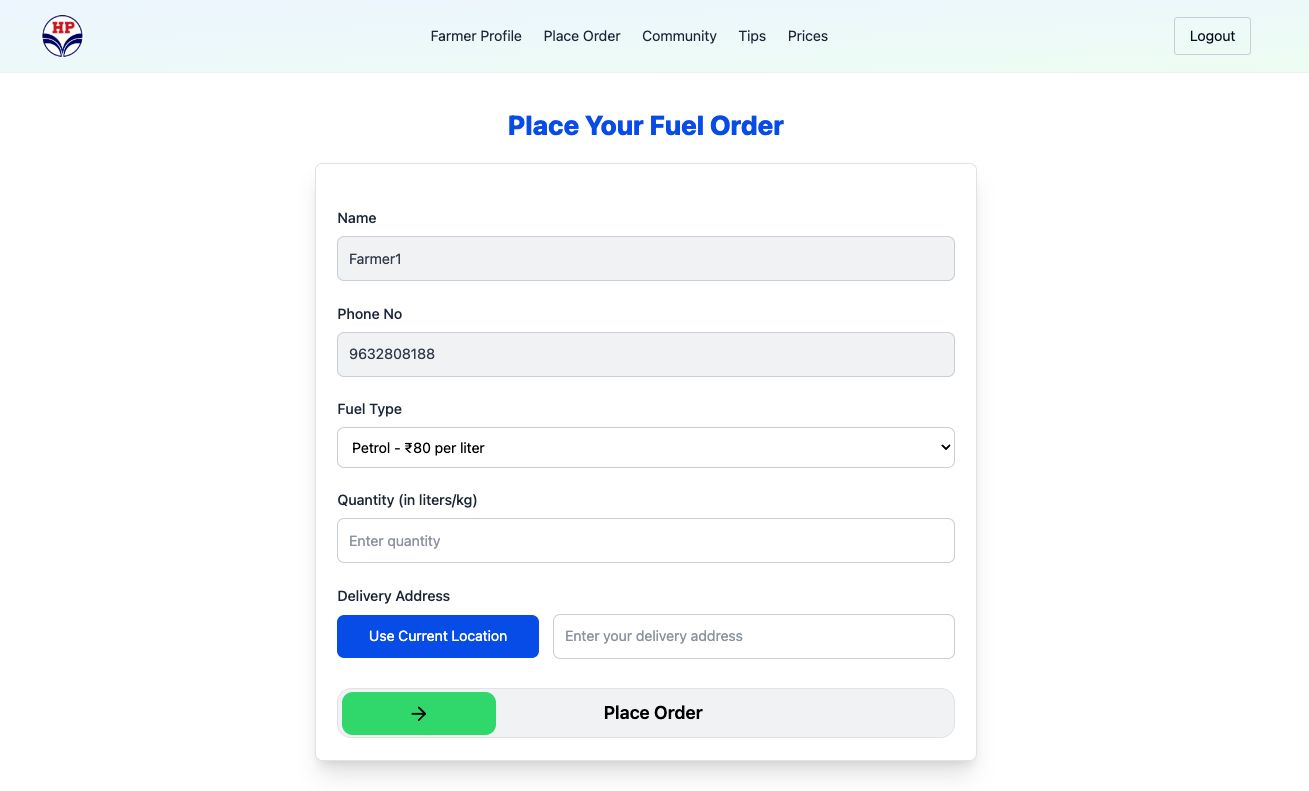 HP
Farmer Profile Place Order Community Tips Prices
Logout
Place Your Fuel Order
Name
Farmer1
Phone No
9632808188
Fuel Type
Petrol - ₹80 per liter
Quantity (in liters/kg)
Enter quantity
Delivery Address
Use Current Location
Enter your delivery address
→ Place Order